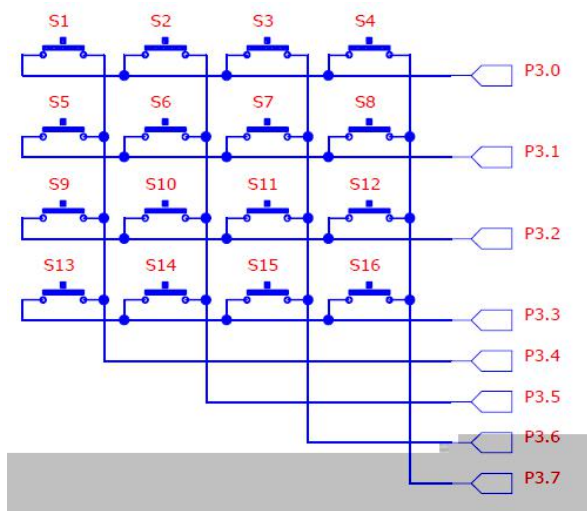 S1 S2 S3 S4
P3.0
S5 S6 S7 S8
P3.1
S9 S10 S11 S12
P3.2
S13 S14 S15 S16
P3.3
P3.4
P3.5
P3.6
P3.7